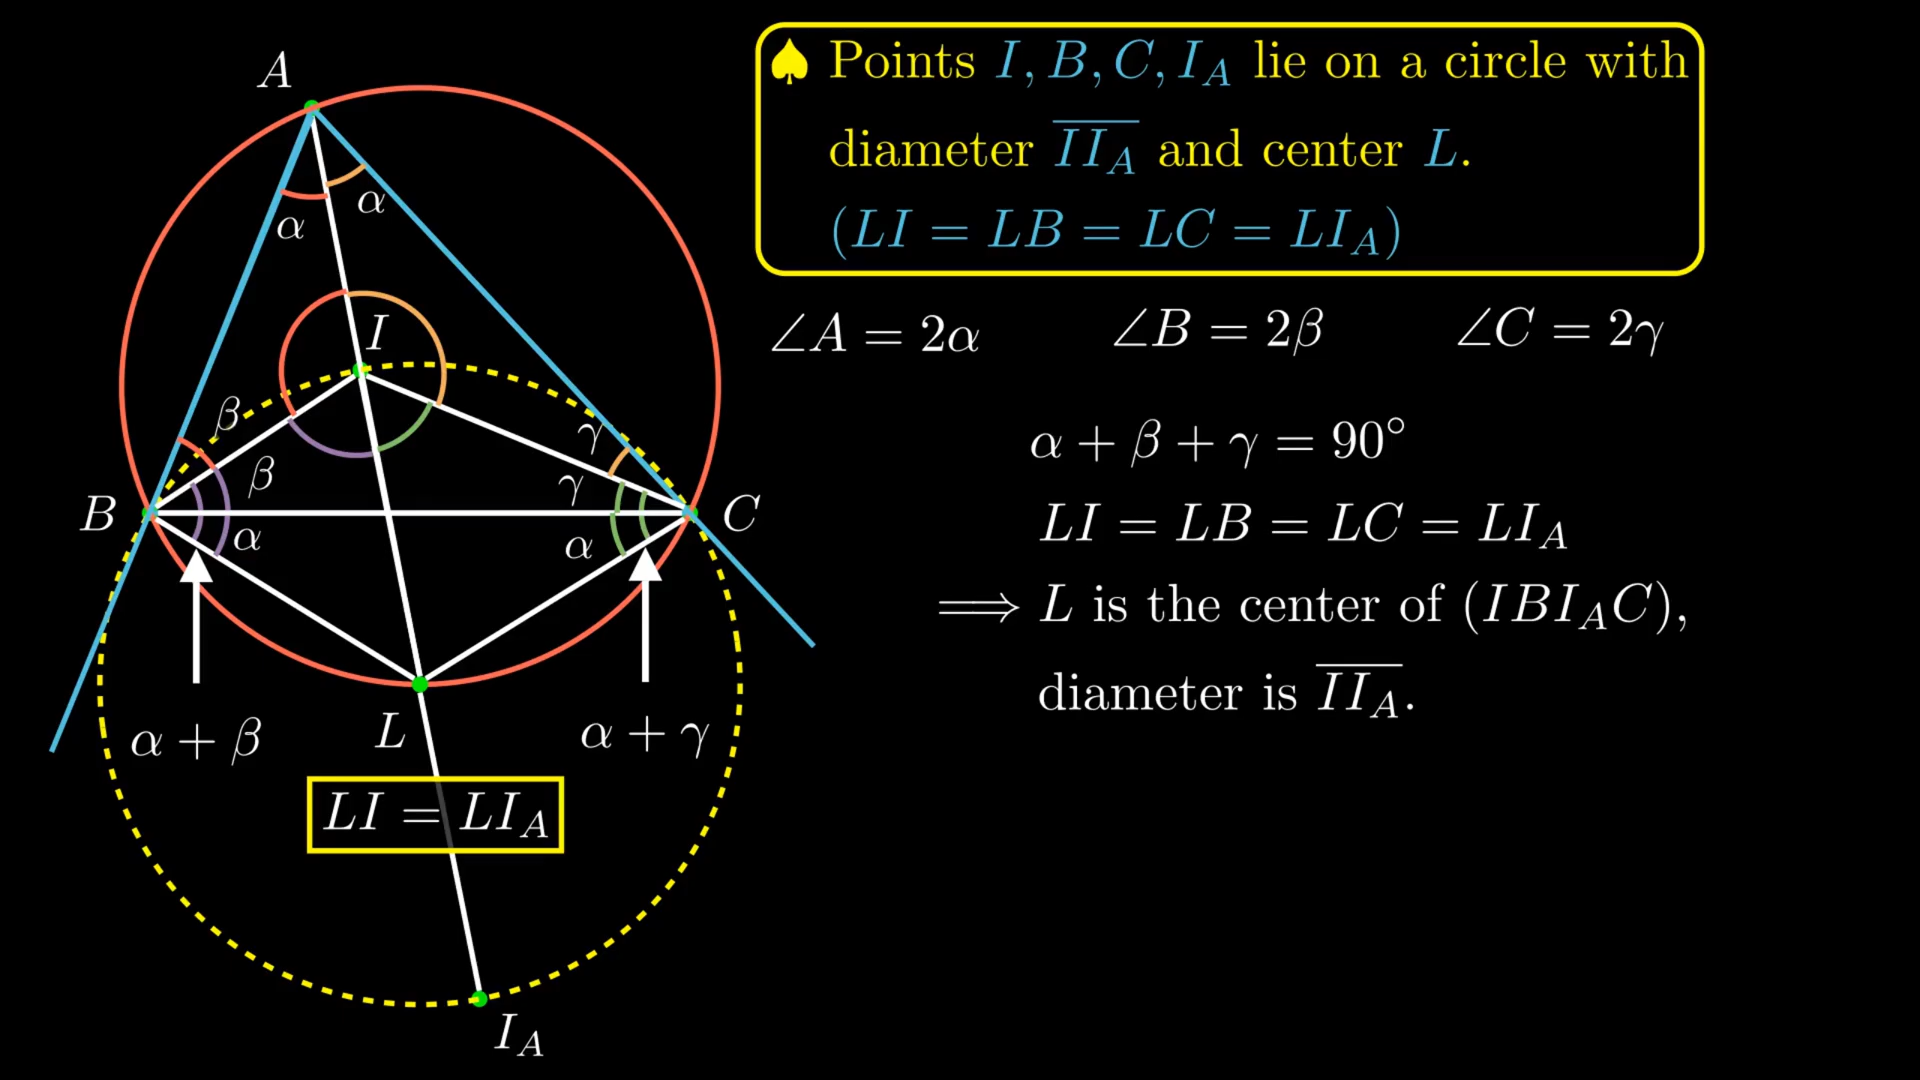 ♠ Points I, B, C, I_A lie on a circle with
diameter \overline{II_A} and center L.
(LI = LB = LC = LI_A)
∠A = 2α ∠B = 2β ∠C = 2γ
α + β + γ = 90°
LI = LB = LC = LI_A
⟹ L is the center of (IBI_AC),
diameter is \overline{II_A}.
A
α
α
I
β
γ
β
γ
B
C
α
α
L
α + β
α + γ
LI = LI_A
I_A